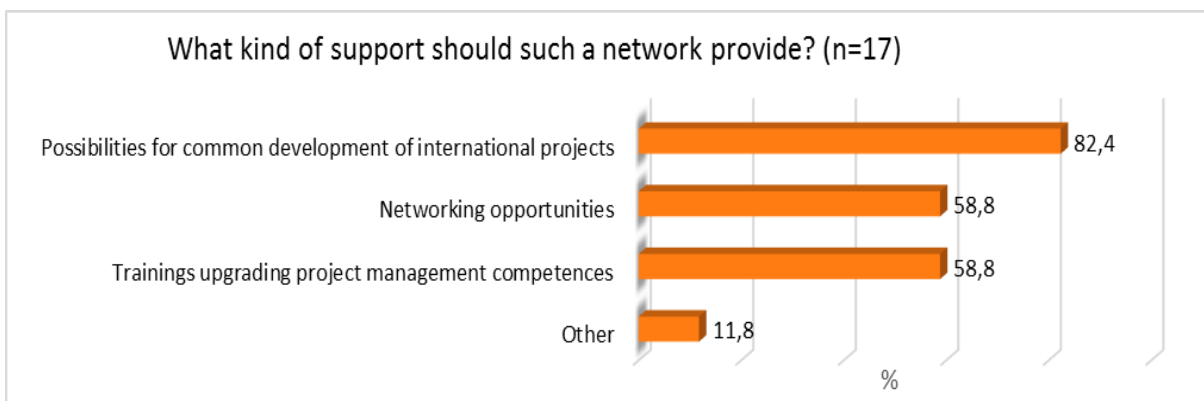 What kind of support should such a network provide? (n=17)
Possibilities for common development of international projects
82,4
Networking opportunities
58,8
Trainings upgrading project management competences
58,8
Other
11,8
%